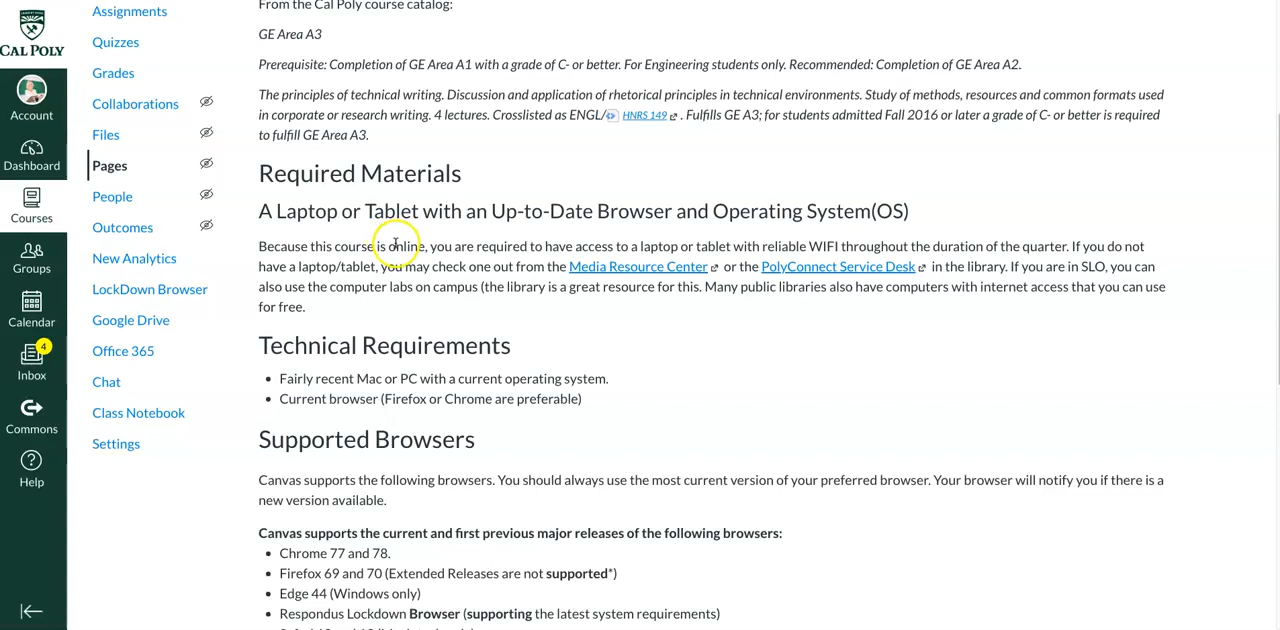 CAL POLY
Account
Dashboard
Courses
Groups
Calendar
4
Inbox
Commons
Help
Assignments
Quizzes
Grades
Collaborations
Files
Pages
People
Outcomes
New Analytics
LockDown Browser
Google Drive
Office 365
Chat
Class Notebook
Settings
From the Cal Poly course catalog:
GE Area A3
Prerequisite: Completion of GE Area A1 with a grade of C- or better. For Engineering students only. Recommended: Completion of GE Area A2.
The principles of technical writing. Discussion and application of rhetorical principles in technical environments. Study of methods, resources and common formats used
in corporate or research writing. 4 lectures. Crosslisted as ENGL/ HNRS 149 . Fulfills GE A3; for students admitted Fall 2016 or later a grade of C- or better is required
to fulfill GE Area A3.
Required Materials
A Laptop or Tablet with an Up-to-Date Browser and Operating System(OS)
Because this course is online, you are required to have access to a laptop or tablet with reliable WIFI throughout the duration of the quarter. If you do not
have a laptop/tablet, you may check one out from the Media Resource Center or the PolyConnect Service Desk in the library. If you are in SLO, you can
also use the computer labs on campus (the library is a great resource for this. Many public libraries also have computers with internet access that you can use
for free.
Technical Requirements
Fairly recent Mac or PC with a current operating system.
Current browser (Firefox or Chrome are preferable)
Supported Browsers
Canvas supports the following browsers. You should always use the most current version of your preferred browser. Your browser will notify you if there is a
new version available.
Canvas supports the current and first previous major releases of the following browsers:
Chrome 77 and 78.
Firefox 69 and 70 (Extended Releases are not supported*)
Edge 44 (Windows only)
Respondus Lockdown Browser (supporting the latest system requirements)